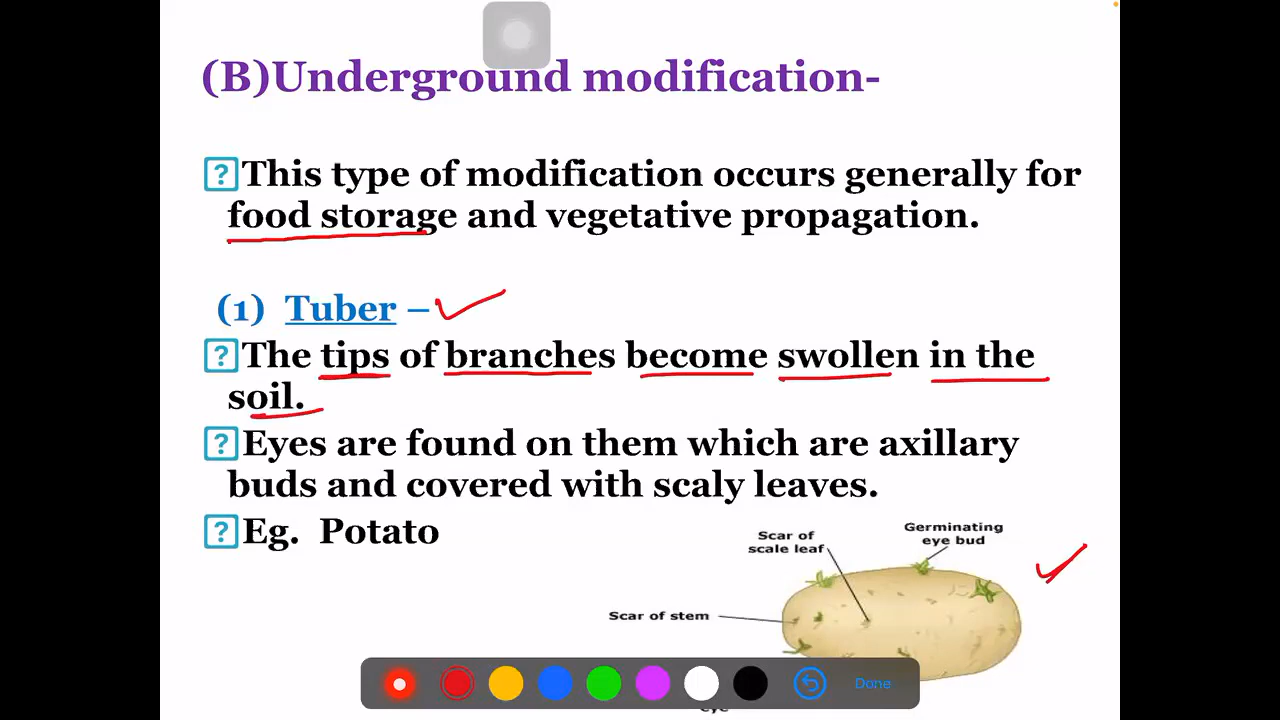 (B)Underground modification-
?This type of modification occurs generally for
food storage and vegetative propagation.
(1) Tuber –
?The tips of branches become swollen in the
soil.
?Eyes are found on them which are axillary
buds and covered with scaly leaves.
?Eg. Potato
Scar of
scale leaf
Germinating
eye bud
Scar of stem
Done